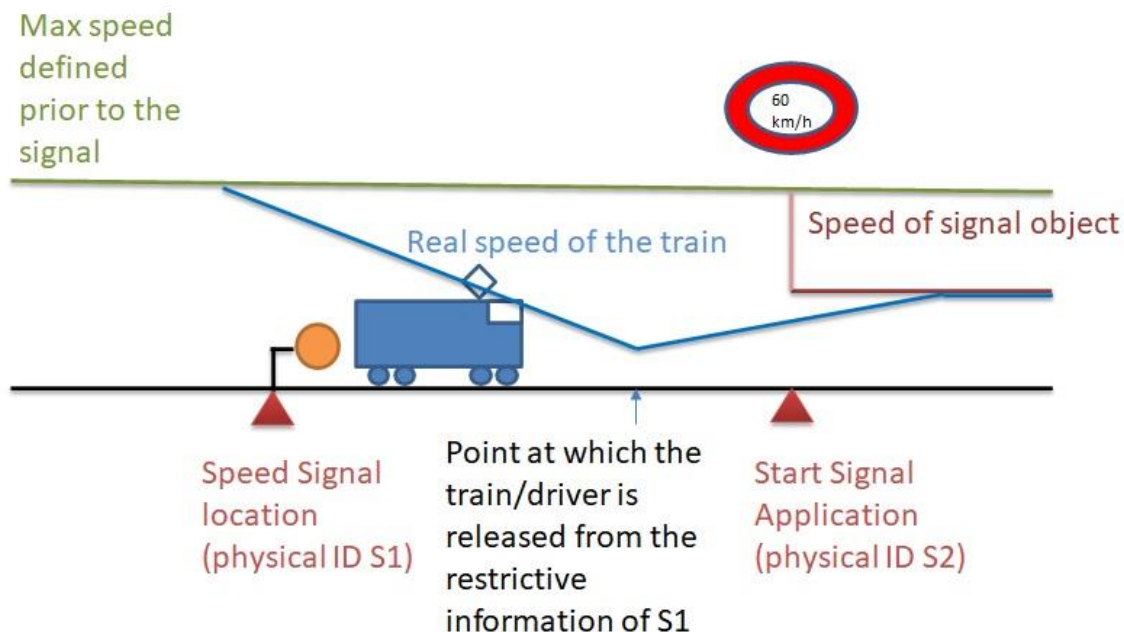 Max speed
defined
prior to the
signal
60
km/h
Speed of signal object
Real speed of the train
Speed Signal
location
(physical ID S1)
Point at which the
train/driver is
released from the
restrictive
information of S1
Start Signal
Application
(physical ID S2)